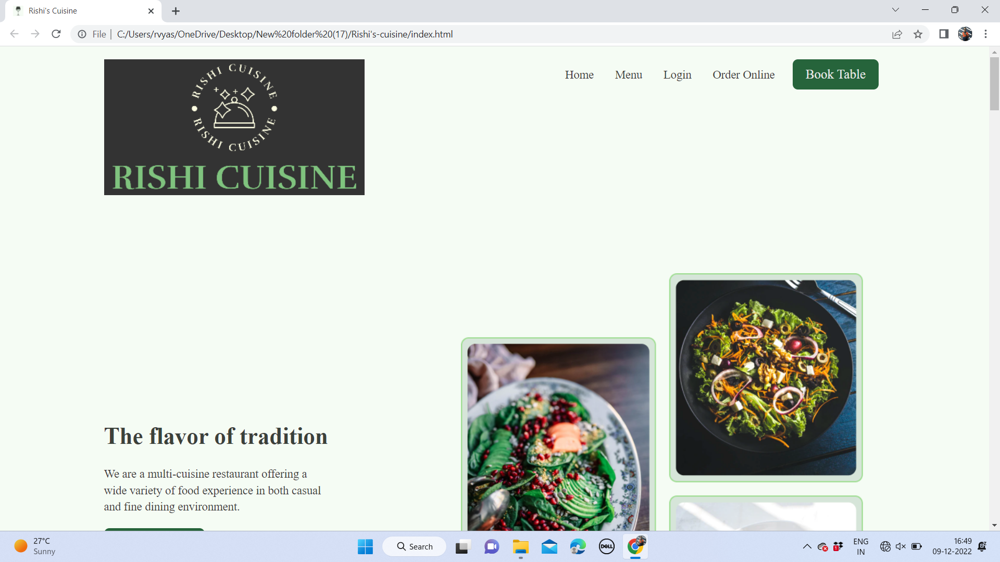 Rishi's Cuisine
File
C:/Users/rvyas/OneDrive/Desktop/New%20folder%20(17)/Rishi's-cuisine/index.html
RISHI CUISINE
RISHI CUISINE
RISHI CUISINE
Home
Menu
Login
Order Online
Book Table
The flavor of tradition
We are a multi-cuisine restaurant offering a
wide variety of food experience in both casual
and fine dining environment.
27°C
Sunny
Search
DELL
1
ENG
IN
16:49
09-12-2022